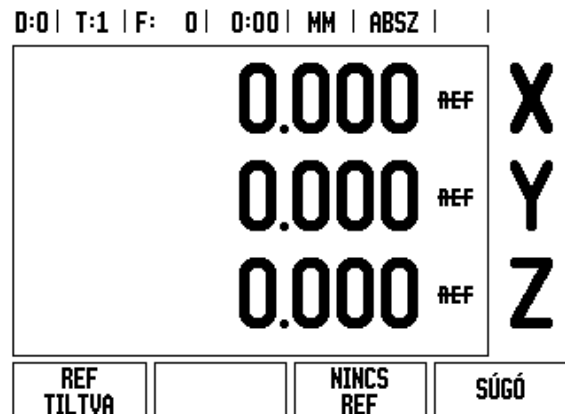 D:0 | T:1 | F: 0 | 0:00 | MM | ABSZ | |
0.000 REF X
0.000 REF Y
0.000 REF Z
REF TILTVA
NINCS REF
SÚGÓ